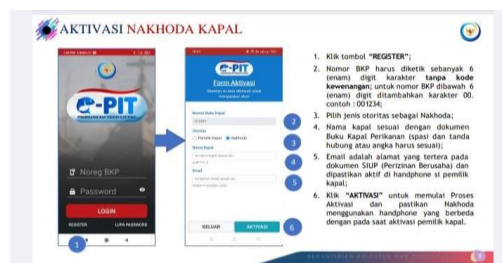 AKTIVASI NAKHODA KAPAL
e-PIT
Noreg BKP
Password
LOGIN
REGISTER
LUPA PASSWORD
1
e-PIT
Form Aktivasi
Nomor Buku Kapal
Otoritas
Pemilik Kapal
Nakhoda
Nama Kapal
Email
KELUAR
AKTIVASI
2
3
4
5
6
1. Klik tombol "REGISTER";
2. Nomor BKP harus diketik sebanyak 6
(enam) digit karakter tanpa kode
kewenangan; untuk nomor BKP dibawah 6
(enam) digit ditambahkan karakter 00.
contoh : 001234;
3. Pilih jenis otoritas sebagai Nakhoda;
4. Nama kapal sesuai dengan dokumen
Buku Kapal Perikanan (spasi dan tanda
hubung atau angka harus sesuai);
5. Email adalah alamat yang tertera pada
dokumen SIUP (Perizinan Berusaha) dan
dipastikan aktif di handphone si pemilik
kapal;
6. Klik "AKTIVASI" untuk memulai Proses
Aktivasi dan pastikan Nakhoda
menggunakan handphone yang berbeda
dengan pada saat aktivasi pemilik kapal.